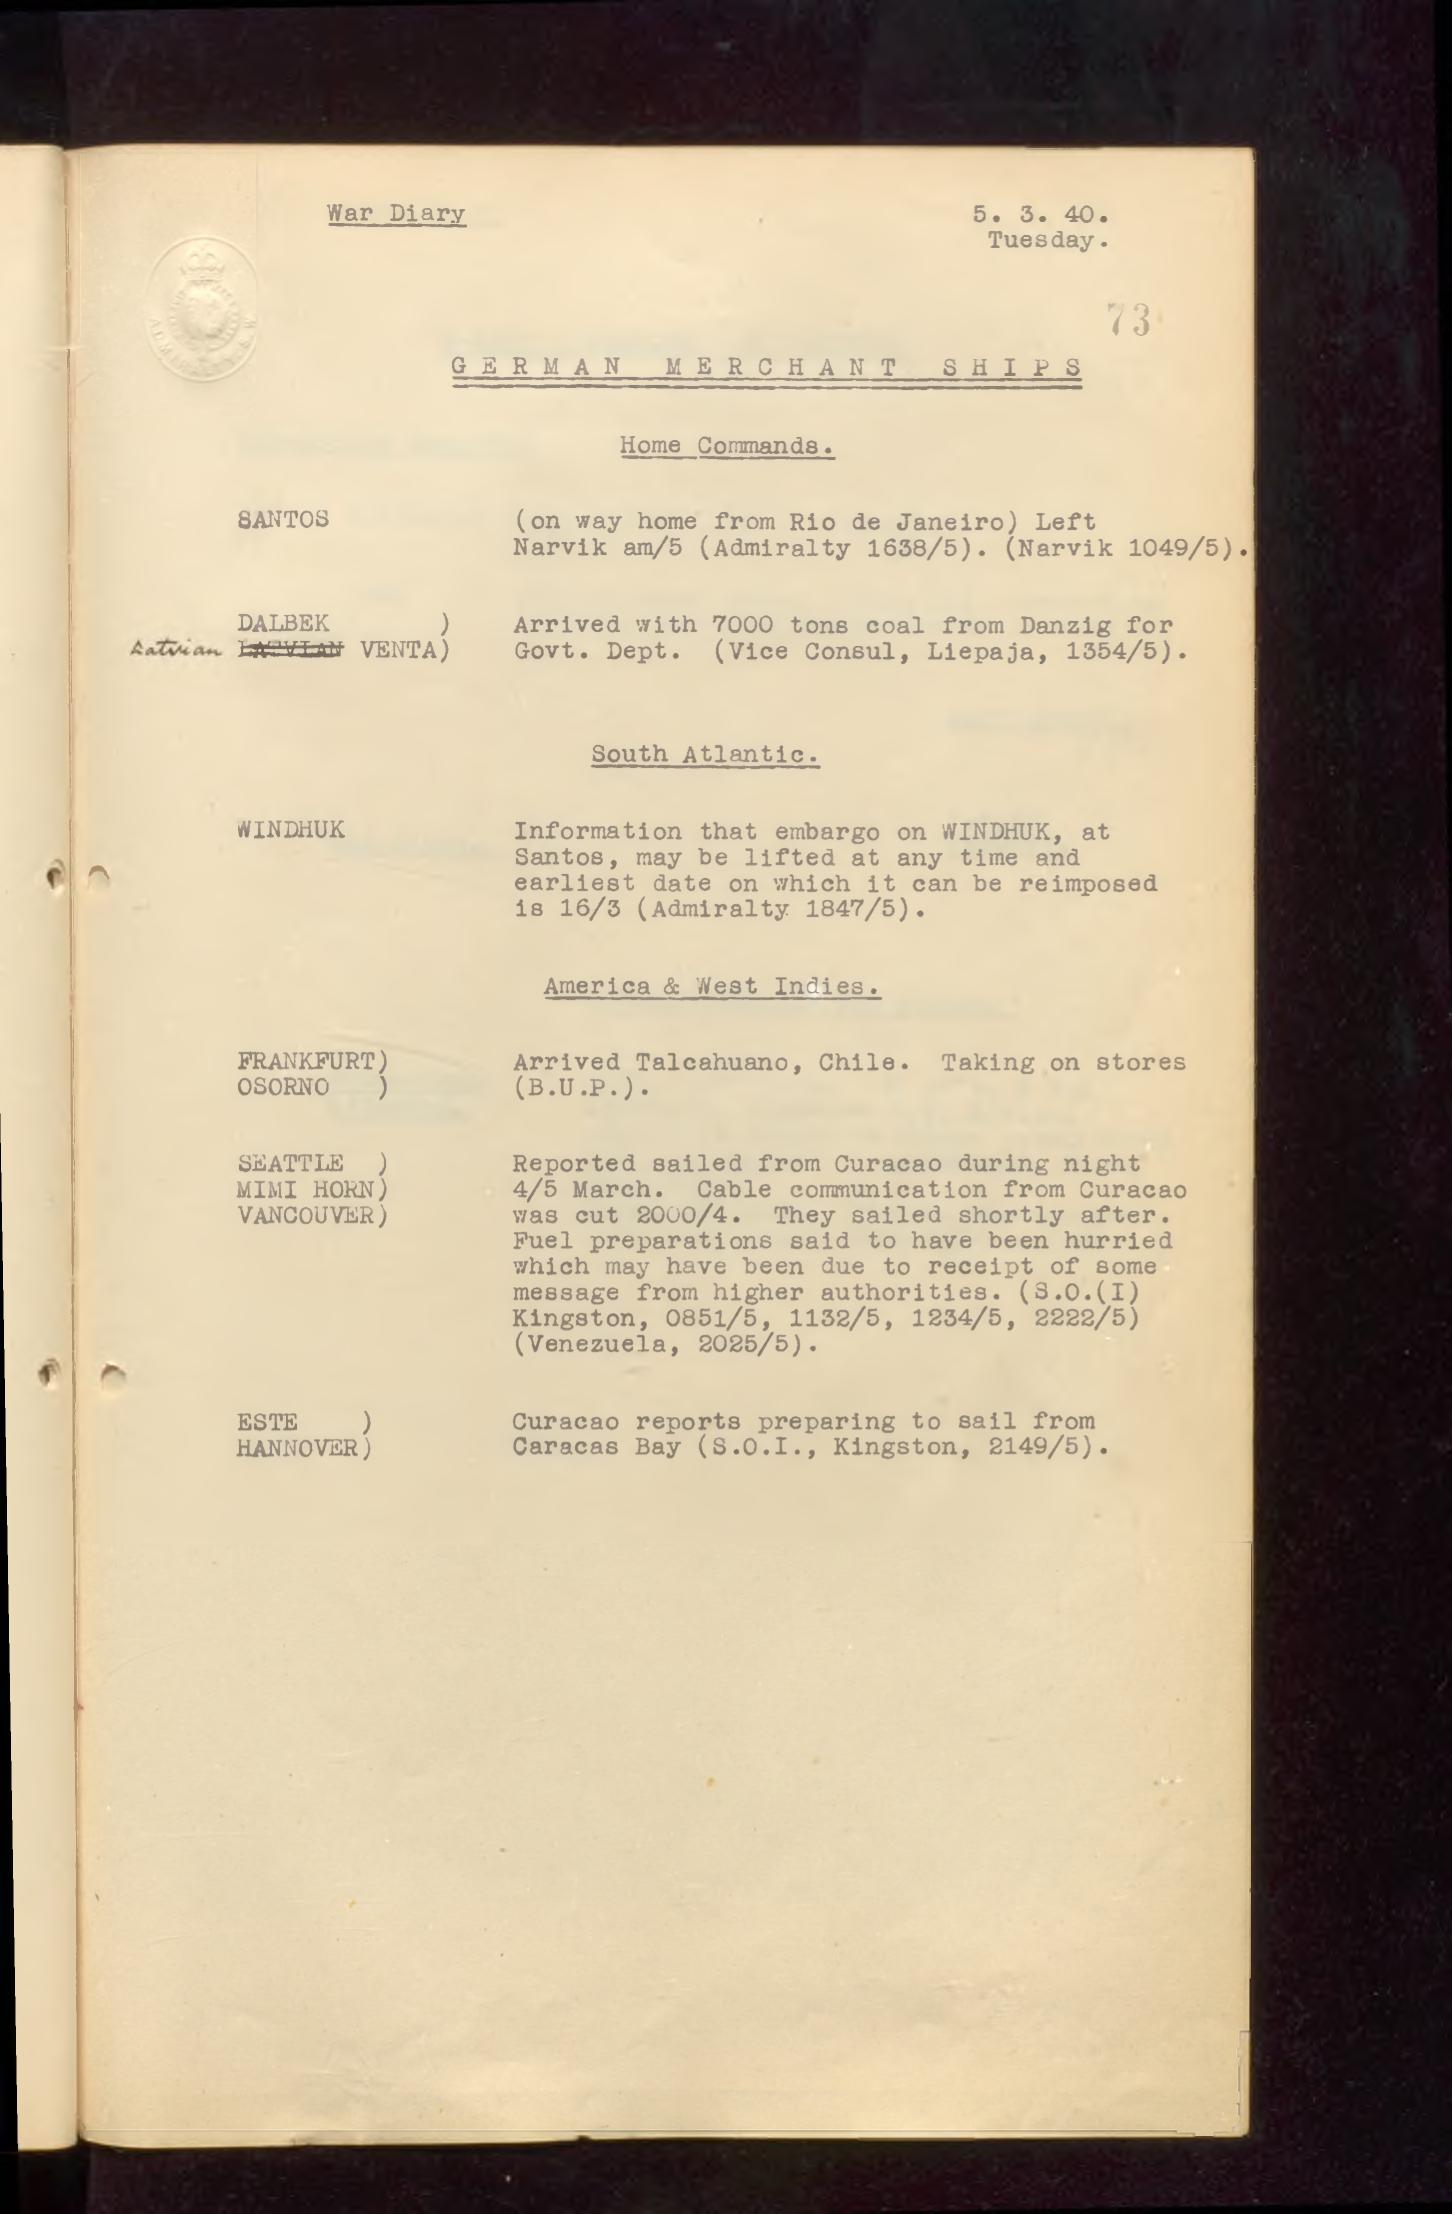 War Diary 5. 3. 40.
Tuesday.
73
GERMAN MERCHANT SHIPS
Home Commands.
SANTOS (on way home from Rio de Janeiro) Left
Narvik am/5 (Admiralty 1638/5). (Narvik 1049/5).
DALBEK ) Arrived with 7000 tons coal from Danzig for
Latvian LATVIAN VENTA) Govt. Dept. (Vice Consul, Liepaja, 1354/5).
South Atlantic.
WINDHUK Information that embargo on WINDHUK, at
Santos, may be lifted at any time and
earliest date on which it can be reimposed
is 16/3 (Admiralty 1847/5).
America & West Indies.
FRANKFURT) Arrived Talcahuano, Chile. Taking on stores
OSORNO ) (B.U.P.).
SEATTLE ) Reported sailed from Curacao during night
MIMI HORN) 4/5 March. Cable communication from Curacao
VANCOUVER) was cut 2000/4. They sailed shortly after.
Fuel preparations said to have been hurried
which may have been due to receipt of some
message from higher authorities. (S.O.(I)
Kingston, 0851/5, 1132/5, 1234/5, 2222/5)
(Venezuela, 2025/5).
ESTE ) Curacao reports preparing to sail from
HANNOVER) Caracas Bay (S.O.I., Kingston, 2149/5).